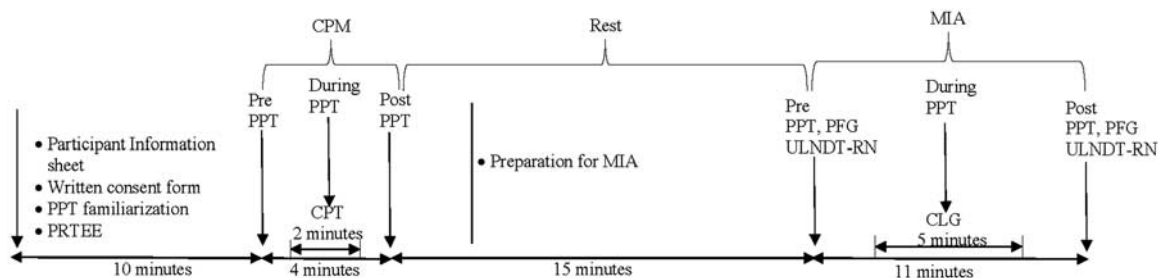 CPM
Rest
MIA
During
PPT
During
PPT
Pre
PPT
Post
PPT
Pre
PPT, PFG
ULNDT-RN
Post
PPT, PFG
ULNDT-RN
• Participant Information
sheet
• Written consent form
• PPT familiarization
• PRTEE
• Preparation for MIA
CPT
2 minutes
CLG
5 minutes
10 minutes
4 minutes
15 minutes
11 minutes